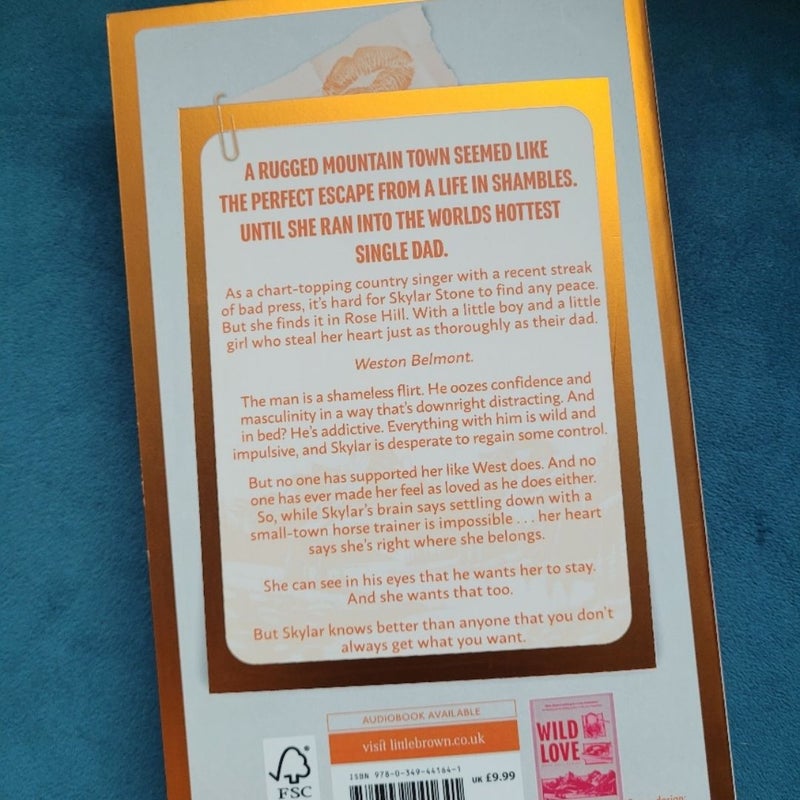 A RUGGED MOUNTAIN TOWN SEEMED LIKE
THE PERFECT ESCAPE FROM A LIFE IN SHAMBLES.
UNTIL SHE RAN INTO THE WORLDS HOTTEST
SINGLE DAD.
As a chart-topping country singer with a recent streak
of bad press, it's hard for Skylar Stone to find any peace.
But she finds it in Rose Hill. With a little boy and a little
girl who steal her heart just as thoroughly as their dad.
Weston Belmont.
The man is a shameless flirt. He oozes confidence and
masculinity in a way that's downright distracting. And
in bed? He's addictive. Everything with him is wild and
impulsive, and Skylar is desperate to regain some control.
But no one has supported her like West does. And no
one has ever made her feel as loved as he does either.
So, while Skylar's brain says settling down with a
small-town horse trainer is impossible . . . her heart
says she's right where she belongs.
She can see in his eyes that he wants her to stay.
And she wants that too.
But Skylar knows better than anyone that you don't
always get what you want.
AUDIOBOOK AVAILABLE
visit littlebrown.co.uk
ISBN 978-0-349-44164-1
UK £9.99
FSC
WILD
LOVE
design: